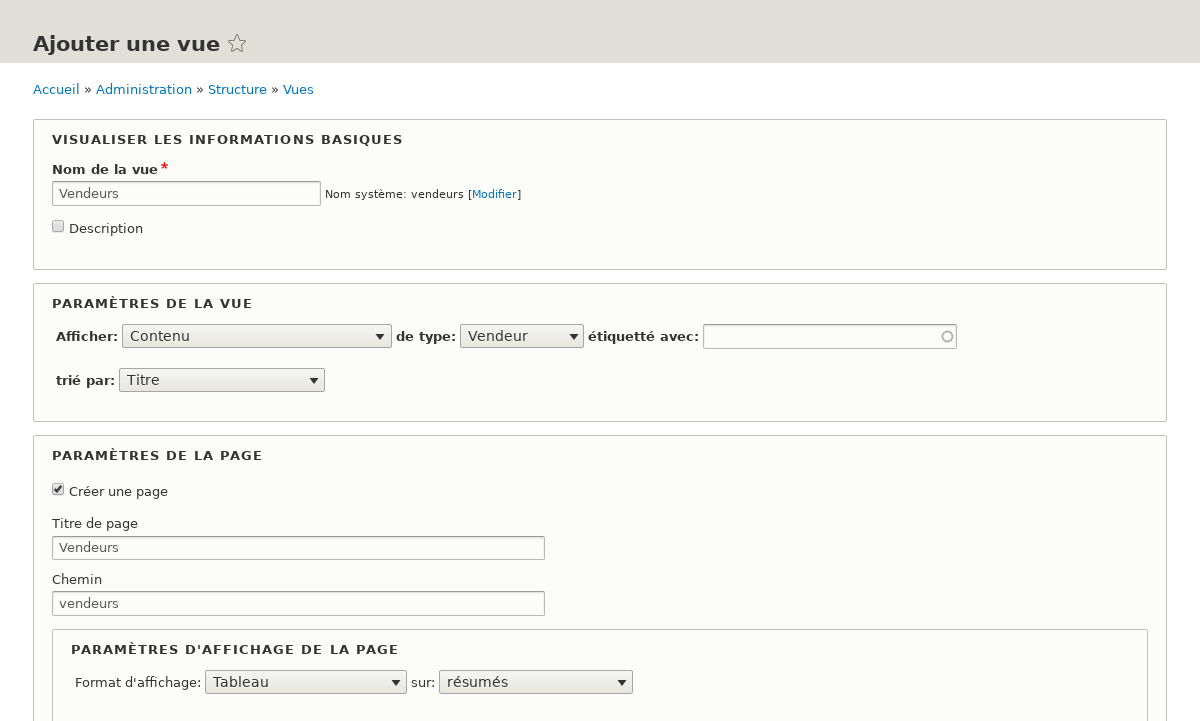 Ajouter une vue
Accueil » Administration » Structure » Vues
VISUALISER LES INFORMATIONS BASIQUES
Nom de la vue*
Vendeurs Nom système: vendeurs [Modifier]
Description
PARAMÈTRES DE LA VUE
Afficher: Contenu de type: Vendeur étiquetté avec:
trié par: Titre
PARAMÈTRES DE LA PAGE
Créer une page
Titre de page
Vendeurs
Chemin
vendeurs
PARAMÈTRES D'AFFICHAGE DE LA PAGE
Format d'affichage: Tableau sur: résumés